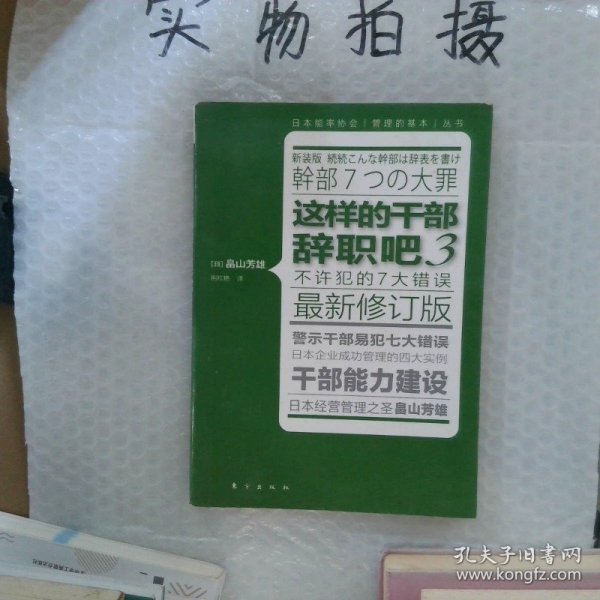 实物拍摄
日本能率协会|管理的基本|丛书
新装版 続続こんな幹部は辞表を書け
幹部7つの大罪
这样的干部
辞职吧3
[日]畠山芳雄
译
不许犯的7大错误
最新修订版
警示干部易犯七大错误
日本企业成功管理的四大实例
干部能力建设
日本经营管理之圣畠山芳雄
东方出版社
孔夫子旧书网
www.kongfz.com